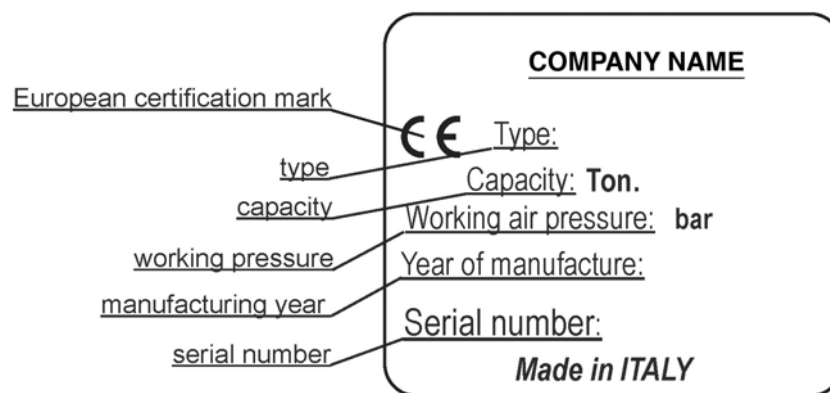 COMPANY NAME
European certification mark
CE Type:
type
Capacity: Ton.
capacity
Working air pressure: bar
working pressure
Year of manufacture:
manufacturing year
Serial number:
serial number
Made in ITALY